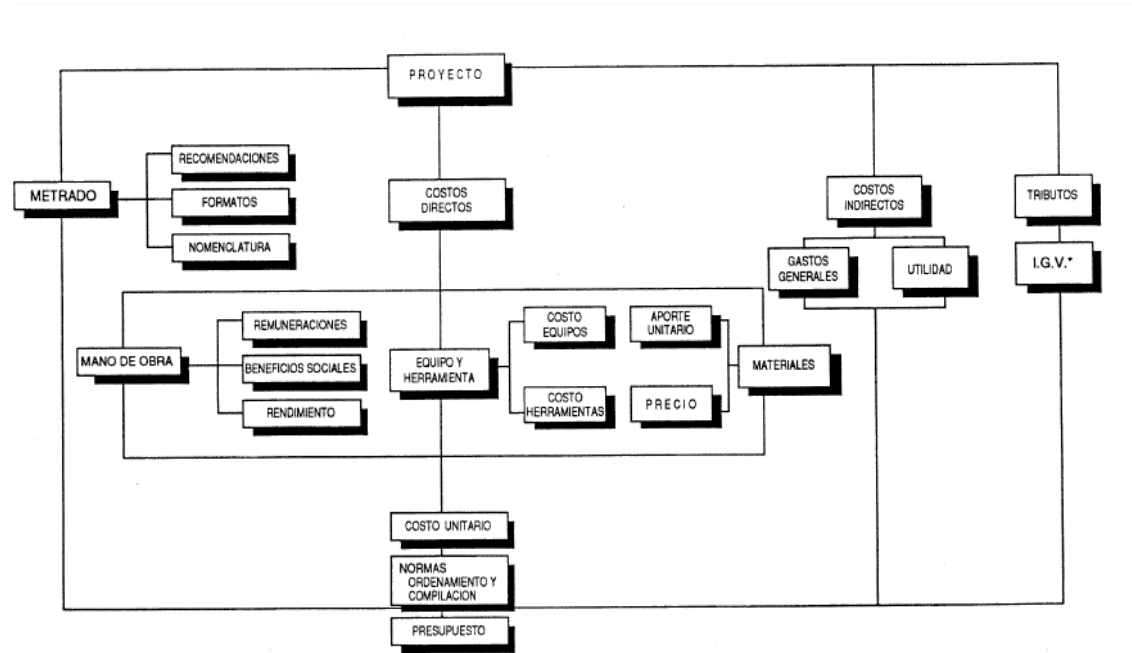 PROYECTO
RECOMENDACIONES
METRADO
FORMATOS
NOMENCLATURA
COSTOS
DIRECTOS
COSTOS
INDIRECTOS
TRIBUTOS
GASTOS
GENERALES
UTILIDAD
I.G.V.*
MANO DE OBRA
REMUNERACIONES
BENEFICIOS SOCIALES
RENDIMIENTO
EQUIPO Y
HERRAMIENTA
COSTO
EQUIPOS
COSTO
HERRAMIENTAS
APORTE
UNITARIO
PRECIO
MATERIALES
COSTO UNITARIO
NORMAS
ORDENAMIENTO Y
COMPILACION
PRESUPUESTO